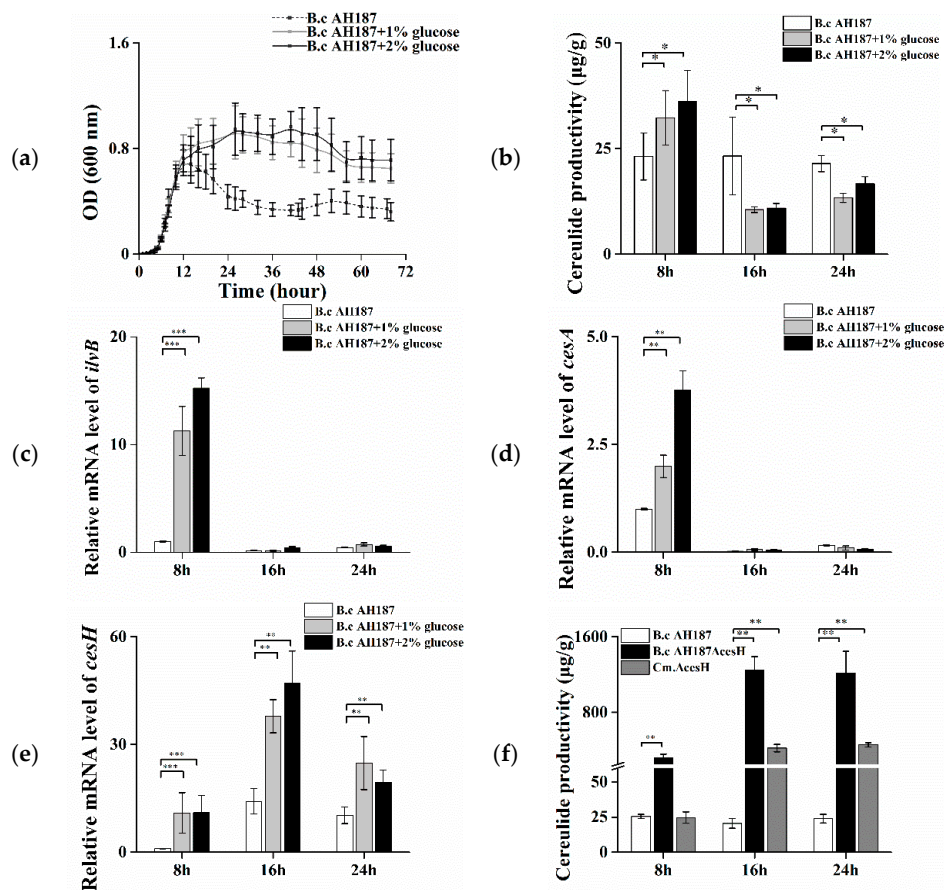 (a)
B.c AH187
B.c AH187+1% glucose
B.c AH187+2% glucose
OD (600 nm)
1.6
0.8
0
0 12 24 36 48 60 72
Time (hour)
(b)
B.c AH187
B.c AH187+1% glucose
B.c AH187+2% glucose
Cereulide productivity (μg/g)
50
25
0
* *
* *
* *
8h 16h 24h
(c)
B.c AH187
B.c AH187+1% glucose
B.c AH187+2% glucose
Relative mRNA level of ilvB
20
10
0
***
***
8h 16h 24h
(d)
B.c AH187
B.c AH187+1% glucose
B.c AH187+2% glucose
Relative mRNA level of cesA
5.0
2.5
0.0
**
**
8h 16h 24h
(e)
B.c AH187
B.c AH187+1% glucose
B.c AH187+2% glucose
Relative mRNA level of cesH
60
30
0
***
***
**
**
**
**
8h 16h 24h
(f)
B.c AH187
B.c AH187ΔcesH
Cm.ΔcesH
Cereulide productivity (μg/g)
1600
800
50
25
0
**
**
**
**
**
8h 16h 24h